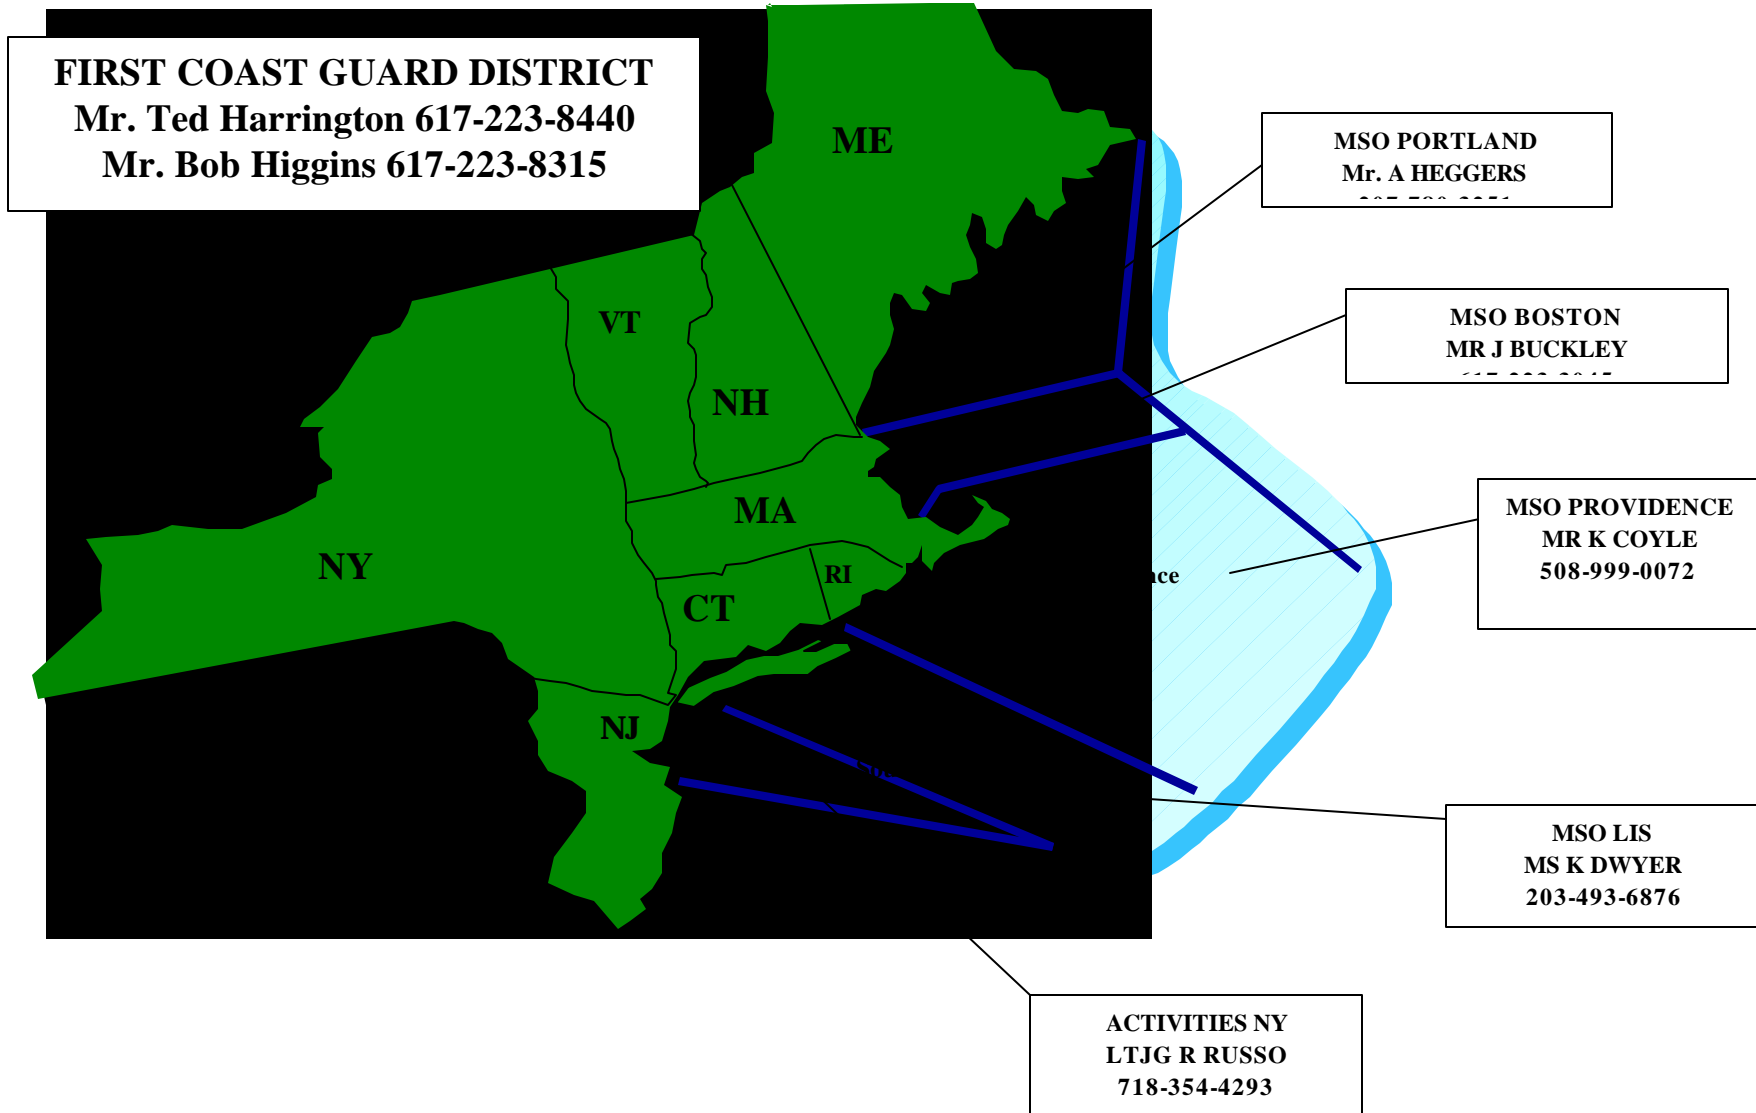 FIRST COAST GUARD DISTRICT
Mr. Ted Harrington 617-223-8440
Mr. Bob Higgins 617-223-8315
ME
MSO PORTLAND
Mr. A HEGGERS
MSO BOSTON
MR J BUCKLEY
VT
NH
MA
NY
RI
CT
nce
MSO PROVIDENCE
MR K COYLE
508-999-0072
NJ
MSO LIS
MS K DWYER
203-493-6876
ACTIVITIES NY
LTJG R RUSSO
718-354-4293